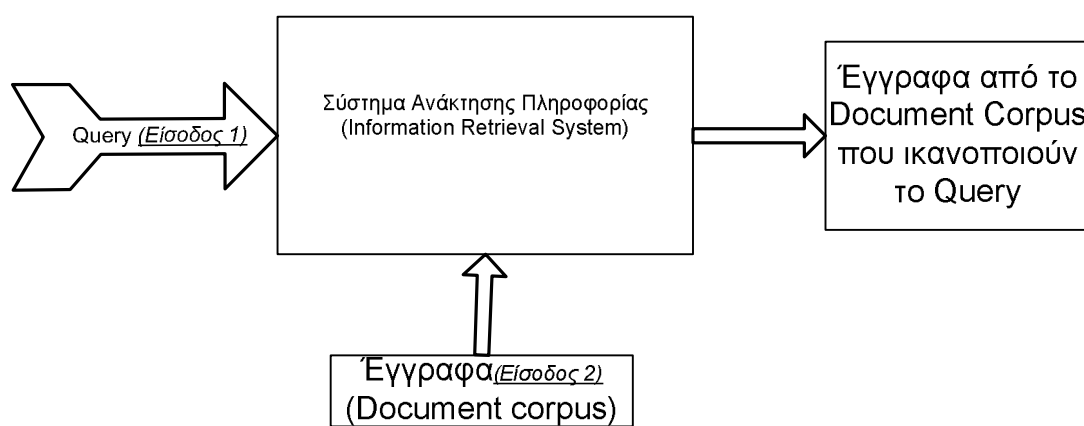 Query (Είσοδος 1)
Σύστημα Ανάκτησης Πληροφορίας
(Information Retrieval System)
Έγγραφα από το
Document Corpus
που ικανοποιούν
το Query
Έγγραφα(Είσοδος 2)
(Document corpus)